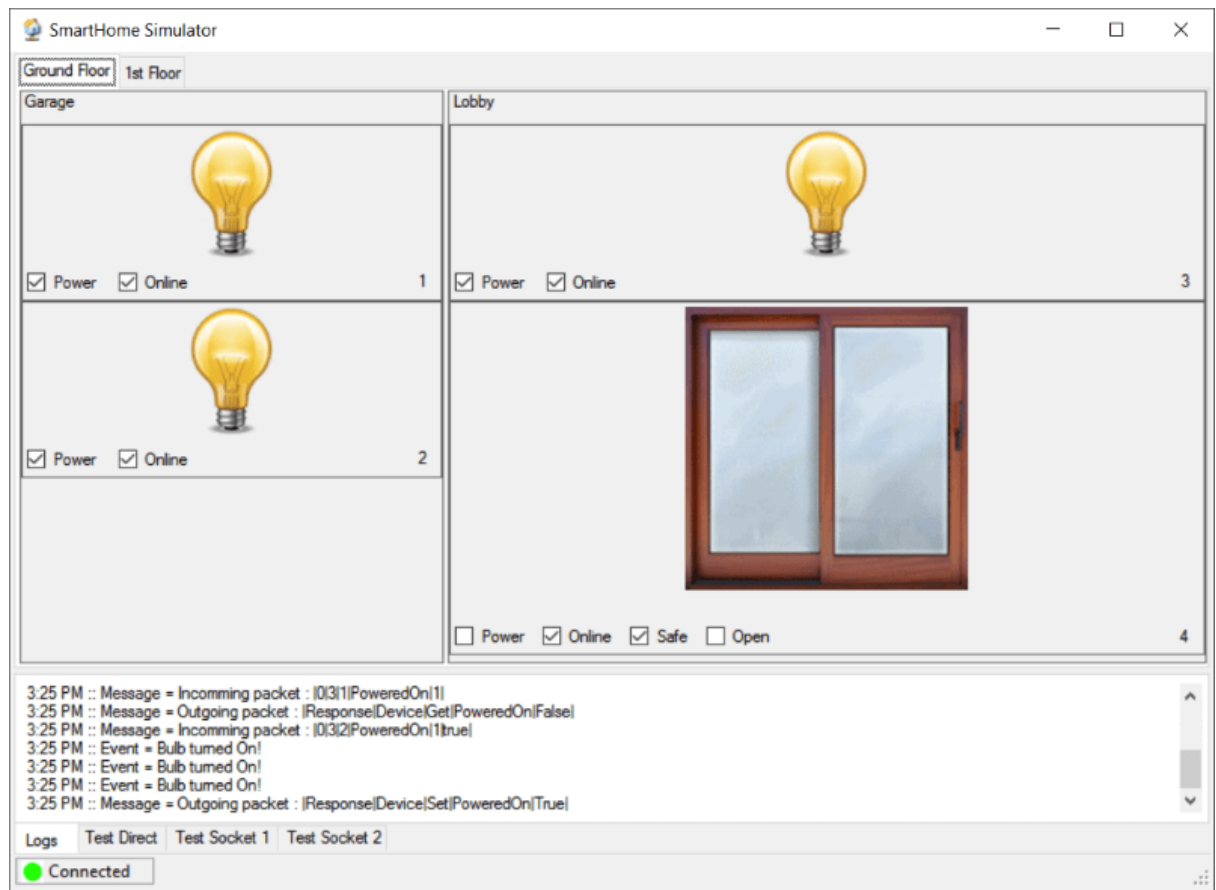 SmartHome Simulator
Ground Floor 1st Floor
Garage
Lobby
Power Online 1
Power Online 3
Power Online 2
Power Online Safe Open 4
3:25 PM :: Message = Incomming packet : |0|3|1|PoweredOn|1|
3:25 PM :: Message = Outgoing packet : |Response|Device|Get|PoweredOn|False|
3:25 PM :: Message = Incomming packet : |0|3|2|PoweredOn|1|true|
3:25 PM :: Event = Bulb turned On!
3:25 PM :: Event = Bulb turned On!
3:25 PM :: Event = Bulb turned On!
3:25 PM :: Message = Outgoing packet : |Response|Device|Set|PoweredOn|True|
Logs Test Direct Test Socket 1 Test Socket 2
Connected